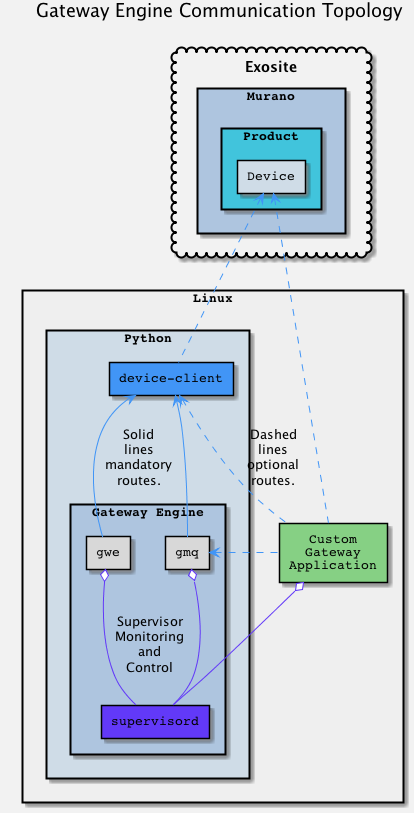 Gateway Engine Communication Topology
Exosite
Murano
Product
Device
Linux
Python
device-client
Solid
lines
mandatory
routes.
Dashed
lines
optional
routes.
Gateway Engine
gwe
gmq
Custom
Gateway
Application
Supervisor
Monitoring
and
Control
supervisord